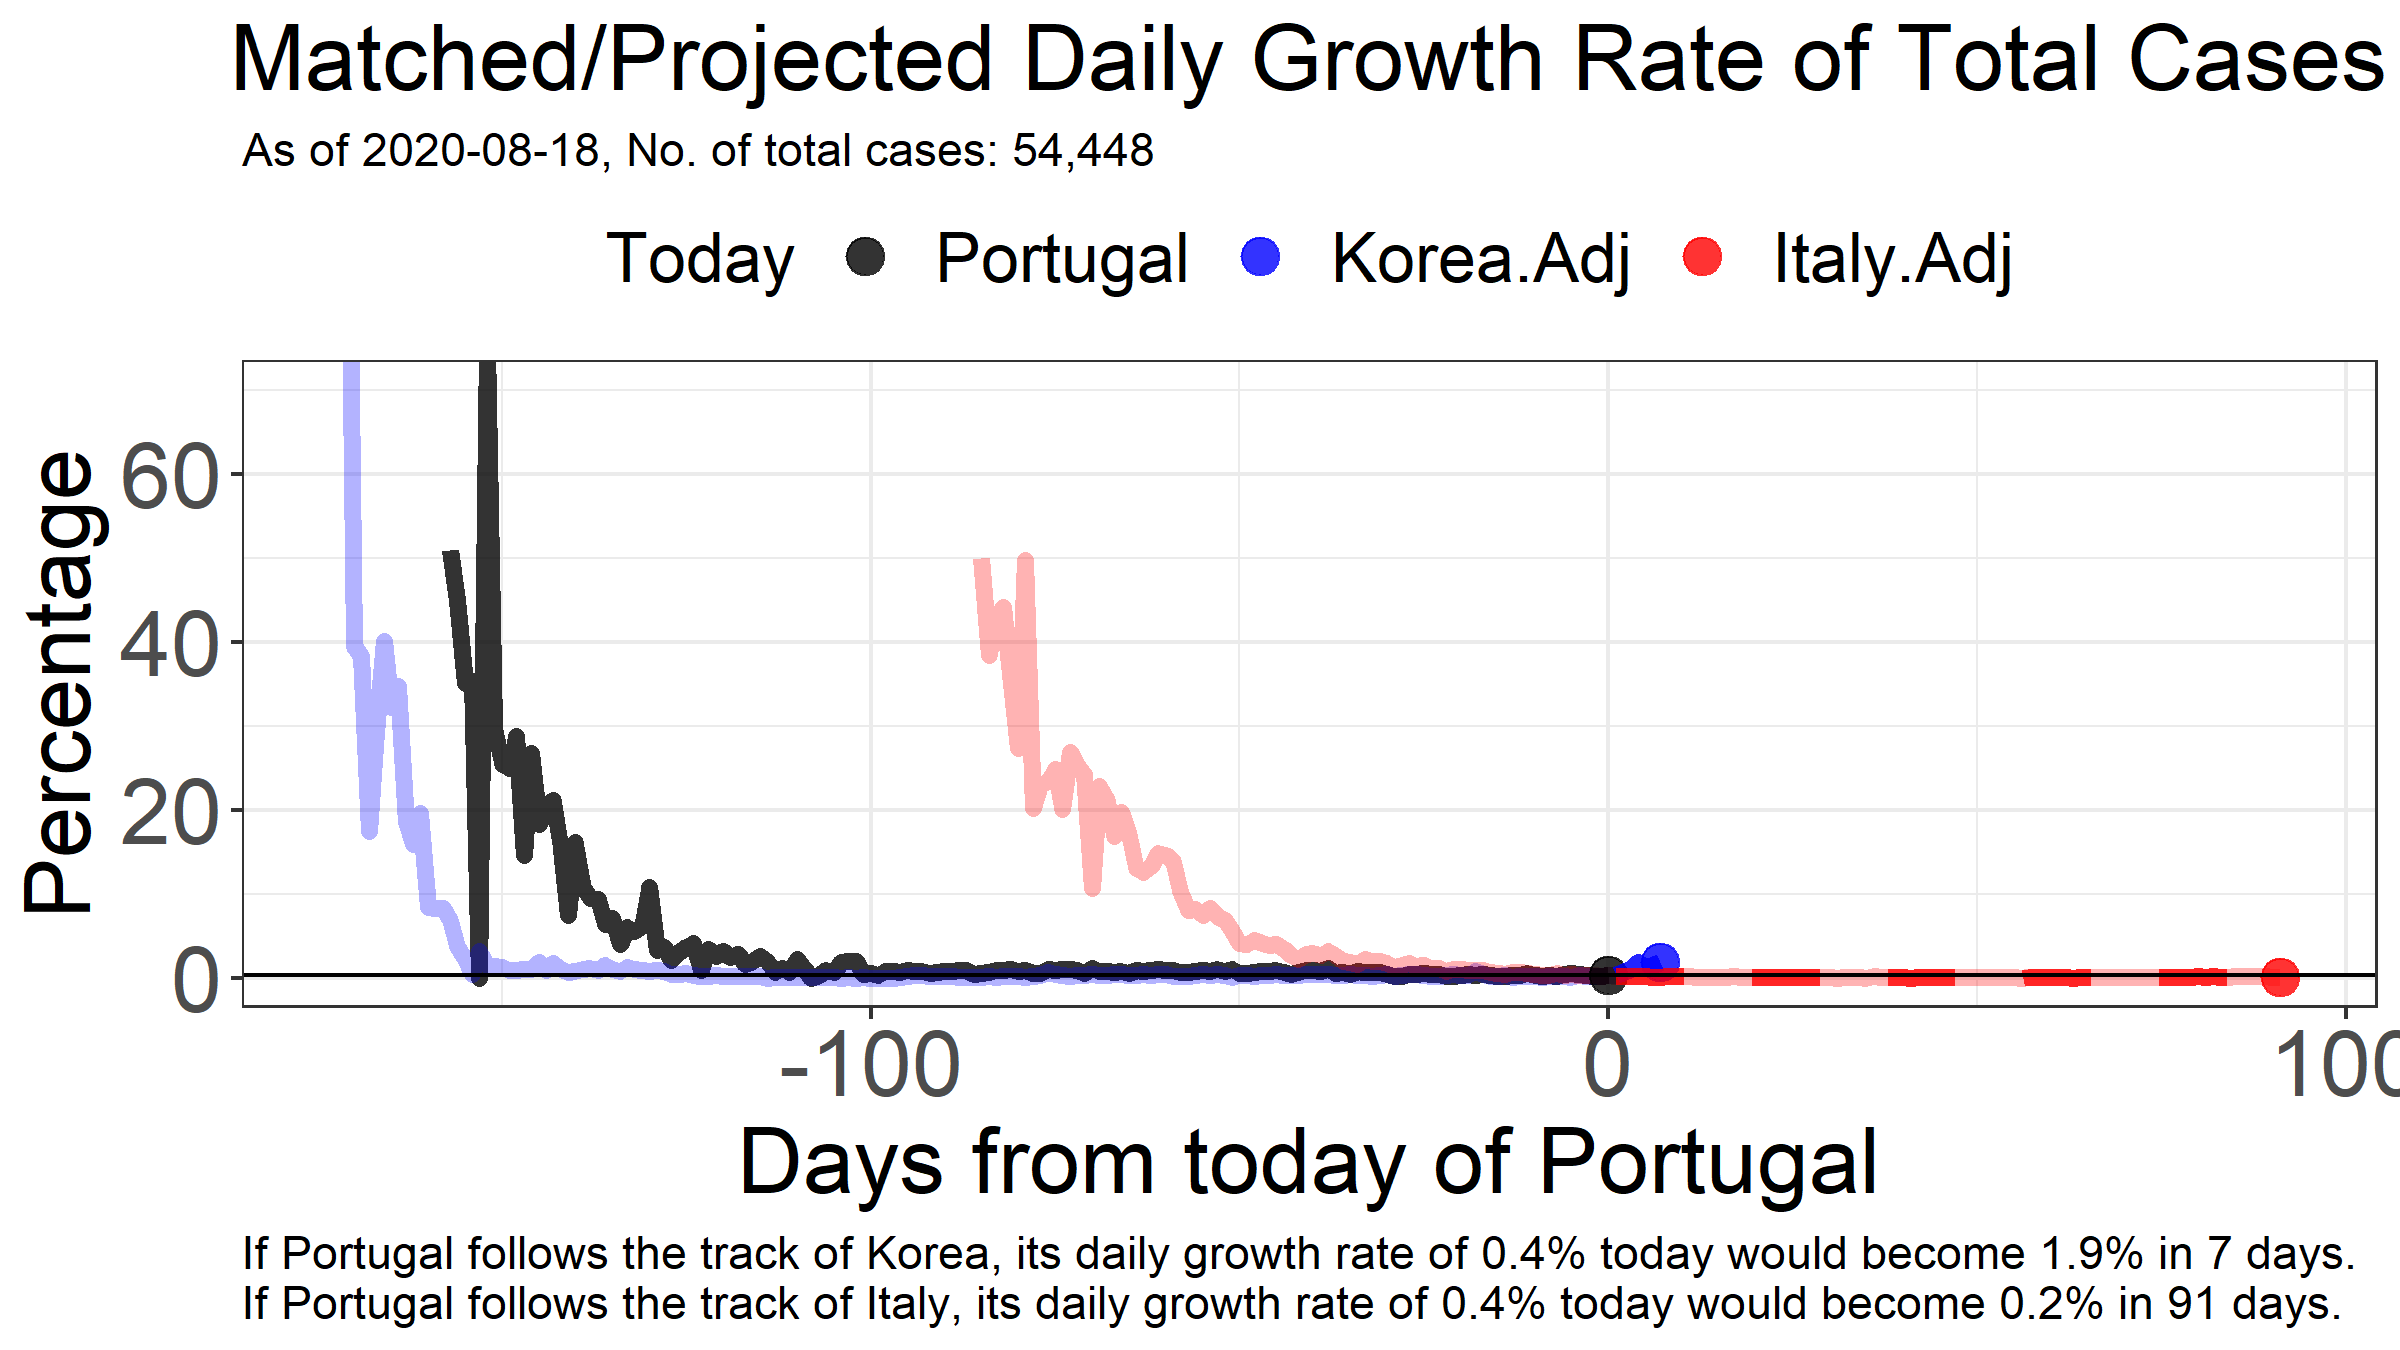 Matched/Projected Daily Growth Rate of Total Cases
As of 2020-08-18, No. of total cases: 54,448
Today Portugal Korea.Adj Italy.Adj
Percentage
60
40
20
0
-100 0 100
Days from today of Portugal
If Portugal follows the track of Korea, its daily growth rate of 0.4% today would become 1.9% in 7 days.
If Portugal follows the track of Italy, its daily growth rate of 0.4% today would become 0.2% in 91 days.